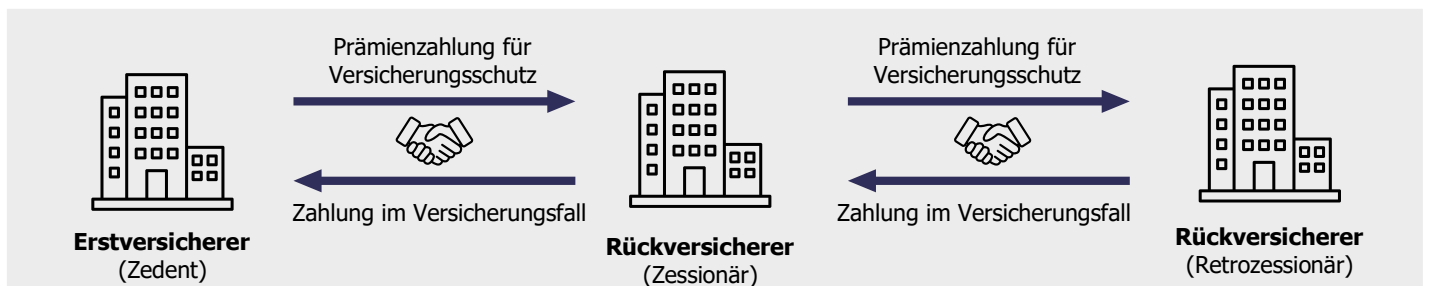 Prämienzahlung für
Versicherungsschutz
Zahlung im Versicherungsfall
Prämienzahlung für
Versicherungsschutz
Zahlung im Versicherungsfall
Erstversicherer
(Zedent)
Rückversicherer
(Zessionär)
Rückversicherer
(Retrozessionär)